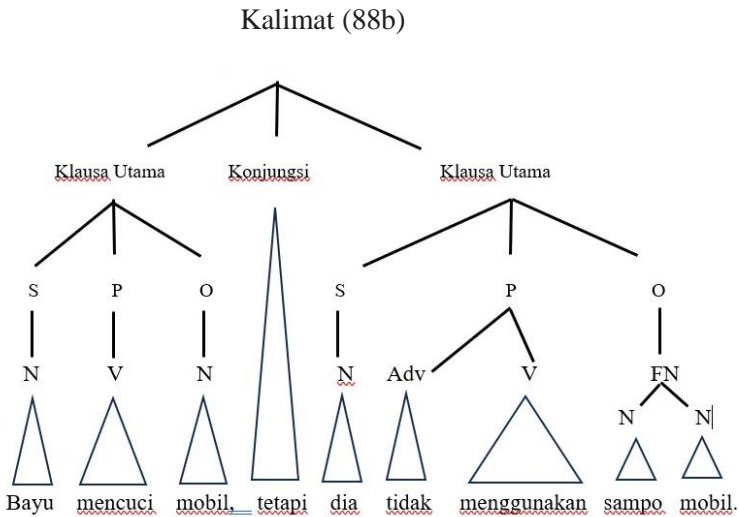 Kalimat (88b)
Klausa Utama Konjungsi Klausa Utama
S P O S P O
N V N N Adv V FN
N N
Bayu mencuci mobil, tetapi dia tidak menggunakan sampo mobil.